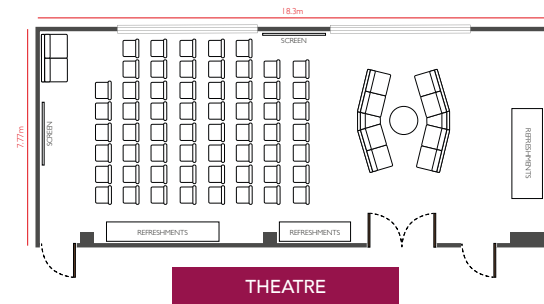 18.3m
SCREEN
7.77m
SCREEN
REFRESHMENTS
REFRESHMENTS
REFRESHMENTS
THEATRE